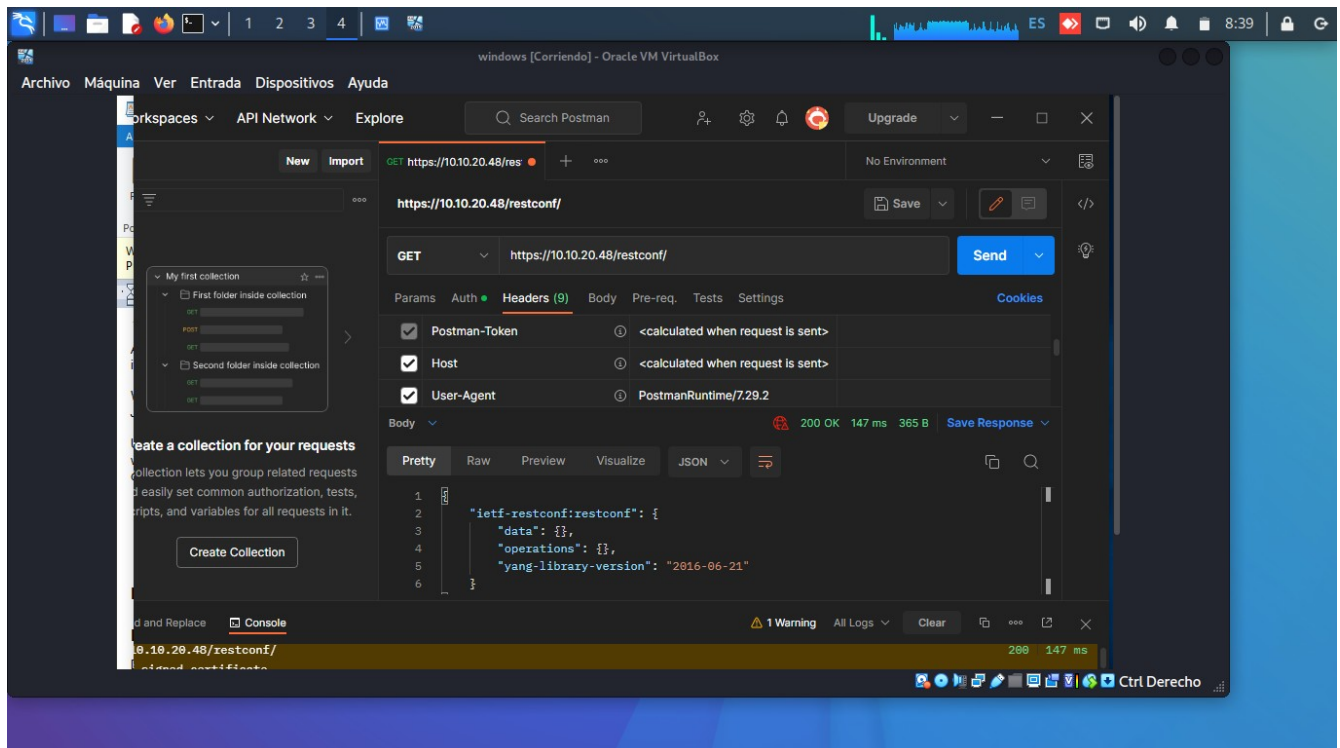 1 2 3 4 ES 8:39
windows [Corriendo] - Oracle VM VirtualBox
Archivo Máquina Ver Entrada Dispositivos Ayuda
orkspaces API Network Explore Search Postman Upgrade
New Import GET https://10.10.20.48/res No Environment
https://10.10.20.48/restconf/ Save
GET https://10.10.20.48/restconf/ Send
My first collection
First folder inside collection
GET
POST
GET
Second folder inside collection
GET
GET
Params Auth Headers (9) Body Pre-req. Tests Settings Cookies
Postman-Token <calculated when request is sent>
Host <calculated when request is sent>
User-Agent PostmanRuntime/7.29.2
Body 200 OK 147 ms 365 B Save Response
eate a collection for your requests
ollection lets you group related requests
d easily set common authorization, tests,
ripts, and variables for all requests in it.
Create Collection
Pretty Raw Preview Visualize JSON
1 {
2 "ietf-restconf:restconf": {
3 "data": {},
4 "operations": {},
5 "yang-library-version": "2016-06-21"
6 }
d and Replace Console 1 Warning All Logs Clear
0.10.20.48/restconf/ 200 147 ms
signed certificate
Ctrl Derecho